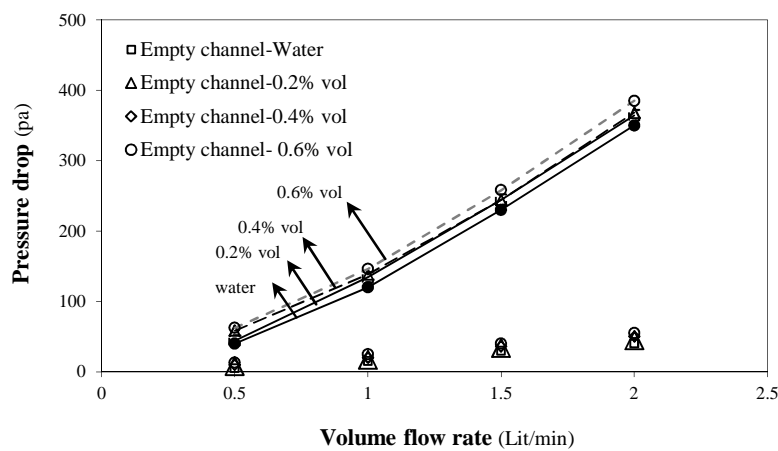 500
400
300
200
100
0
Pressure drop (pa)
Empty channel-Water
Empty channel-0.2% vol
Empty channel-0.4% vol
Empty channel- 0.6% vol
0.6% vol
0.4% vol
0.2% vol
water
0
0.5
1
1.5
2
2.5
Volume flow rate (Lit/min)